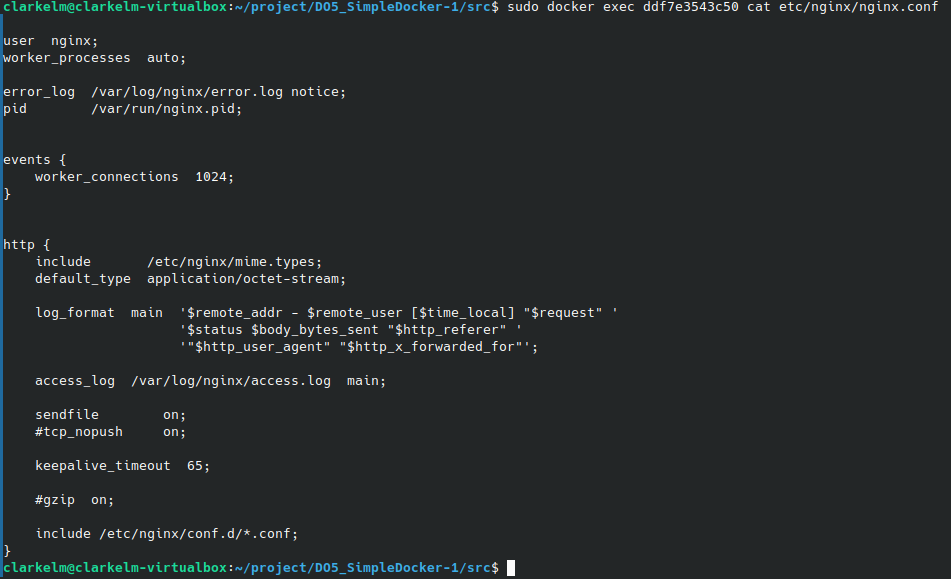 clarkelm@clarkelm-virtualbox:~/project/DO5_SimpleDocker-1/src$ sudo docker exec ddf7e3543c50 cat etc/nginx/nginx.conf
user  nginx;
worker_processes  auto;
error_log  /var/log/nginx/error.log notice;
pid        /var/run/nginx.pid;
events {
    worker_connections  1024;
}
http {
    include       /etc/nginx/mime.types;
    default_type  application/octet-stream;
    log_format  main  '$remote_addr - $remote_user [$time_local] "$request" '
                      '$status $body_bytes_sent "$http_referer" '
                      '"$http_user_agent" "$http_x_forwarded_for"';
    access_log  /var/log/nginx/access.log  main;
    sendfile        on;
    #tcp_nopush     on;
    keepalive_timeout  65;
    #gzip  on;
    include /etc/nginx/conf.d/*.conf;
}
clarkelm@clarkelm-virtualbox:~/project/DO5_SimpleDocker-1/src$